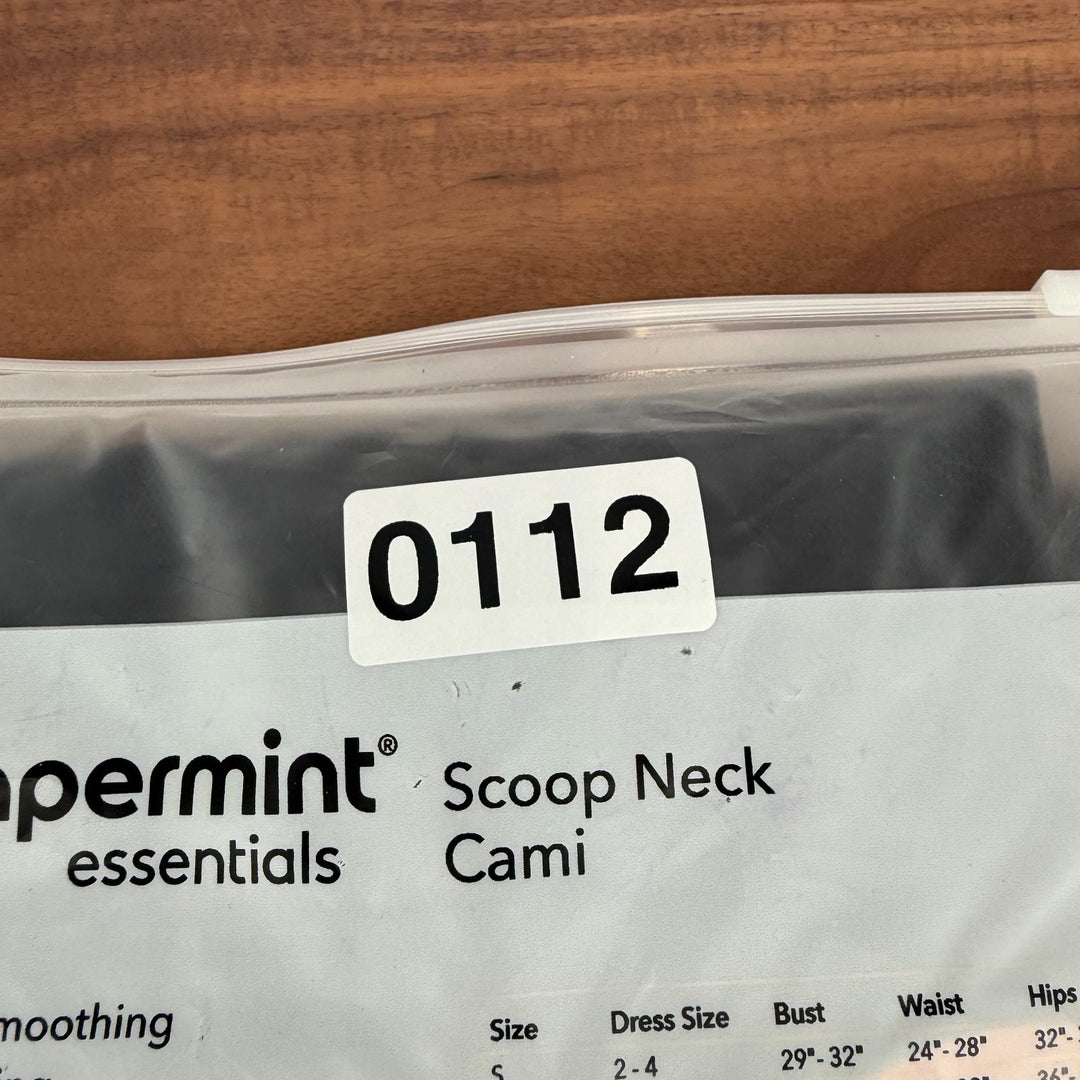 0112
permint®
essentials
Scoop Neck
Cami
moothing
Size Dress Size Bust Waist Hips
S 2-4 29"-32" 24"-28" 32"-